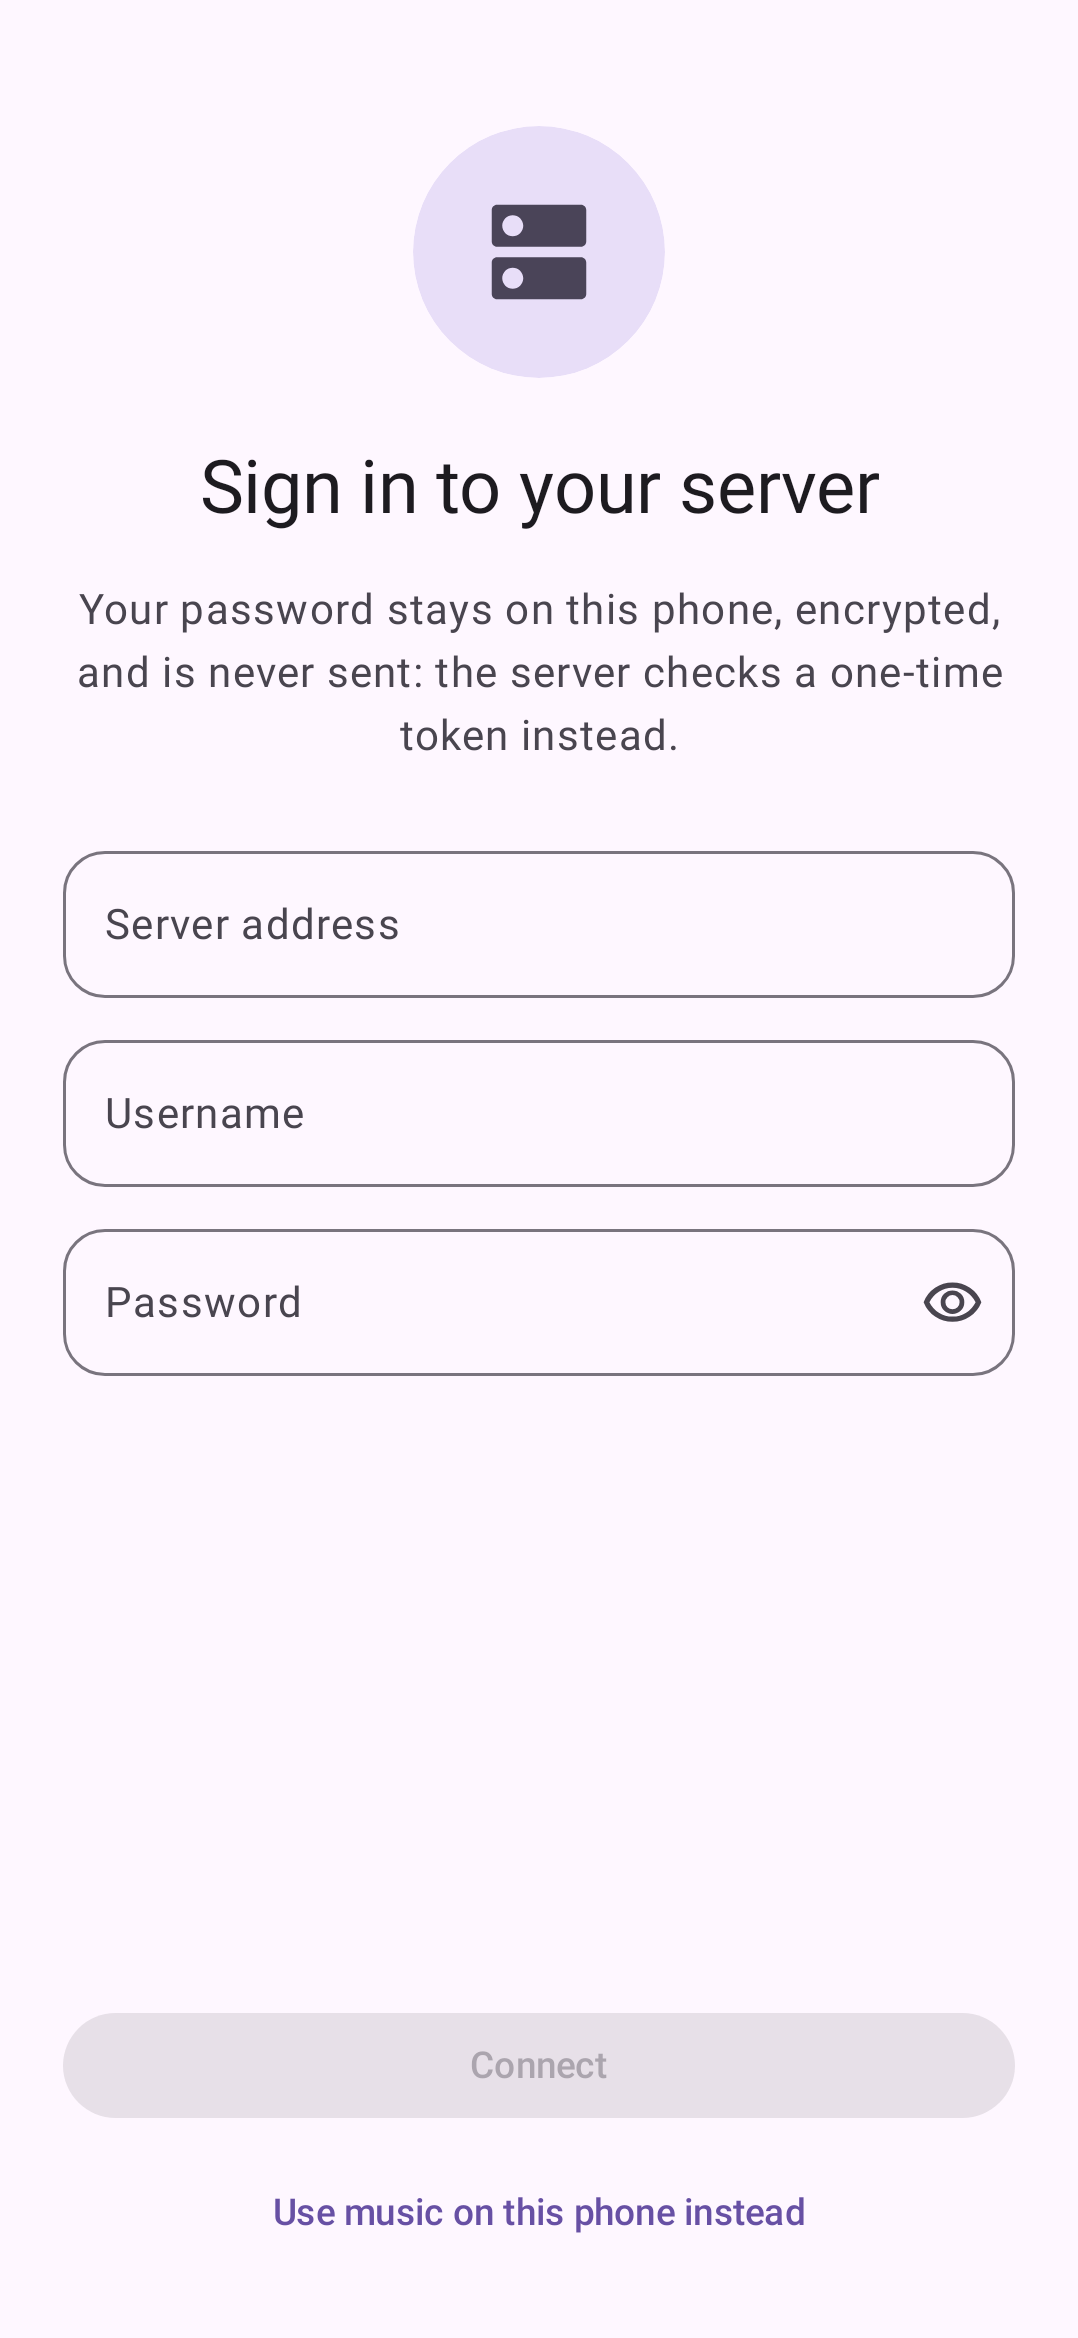 Sign in to your server
Your password stays on this phone, encrypted,
and is never sent: the server checks a one-time
token instead.
Server address
Username
Password
Connect
Use music on this phone instead